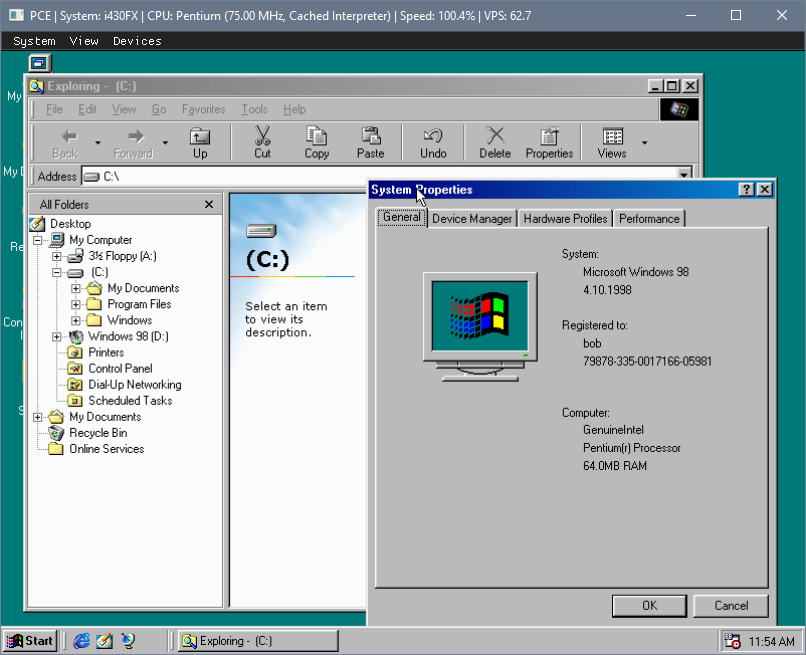 PCE | System: i430FX | CPU: Pentium (75.00 MHz, Cached Interpreter) | Speed: 100.4% | VPS: 62.7
System View Devices
Exploring - (C:)
File Edit View Go Favorites Tools Help
Back Forward Up Cut Copy Paste Undo Delete Properties Views
Address C:\
All Folders
Desktop
My Computer
3½ Floppy (A:)
(C:)
My Documents
Program Files
Windows
Windows 98 (D:)
Printers
Control Panel
Dial-Up Networking
Scheduled Tasks
My Documents
Recycle Bin
Online Services
(C:)
Select an item
to view its
description.
System Properties
General Device Manager Hardware Profiles Performance
System:
Microsoft Windows 98
4.10.1998
Registered to:
bob
79878-335-0017166-05981
Computer:
GenuineIntel
Pentium(r) Processor
64.0MB RAM
OK Cancel
My
My
Re
Con
S
Start Exploring - (C:) 11:54 AM